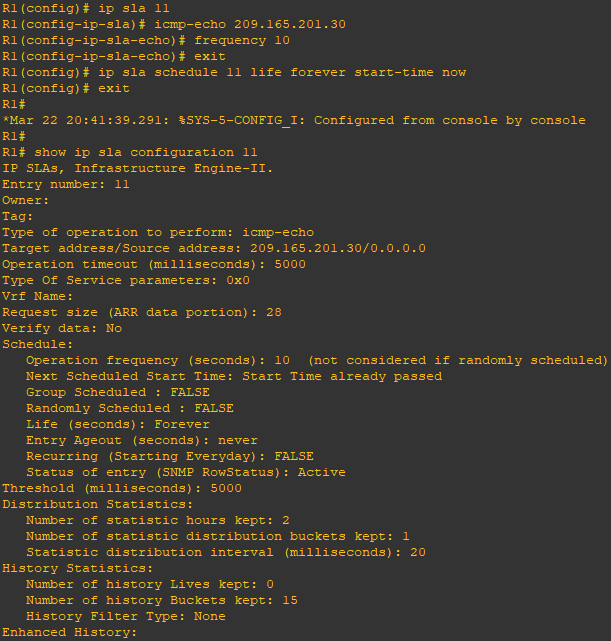 R1(config)# ip sla 11
R1(config-ip-sla)# icmp-echo 209.165.201.30
R1(config-ip-sla-echo)# frequency 10
R1(config-ip-sla-echo)# exit
R1(config)# ip sla schedule 11 life forever start-time now
R1(config)# exit
R1#
*Mar 22 20:41:39.291: %SYS-5-CONFIG_I: Configured from console by console
R1#
R1# show ip sla configuration 11
IP SLAs, Infrastructure Engine-II.
Entry number: 11
Owner:
Tag:
Type of operation to perform: icmp-echo
Target address/Source address: 209.165.201.30/0.0.0.0
Operation timeout (milliseconds): 5000
Type Of Service parameters: 0x0
Vrf Name:
Request size (ARR data portion): 28
Verify data: No
Schedule:
   Operation frequency (seconds): 10  (not considered if randomly scheduled)
   Next Scheduled Start Time: Start Time already passed
   Group Scheduled : FALSE
   Randomly Scheduled : FALSE
   Life (seconds): Forever
   Entry Ageout (seconds): never
   Recurring (Starting Everyday): FALSE
   Status of entry (SNMP RowStatus): Active
Threshold (milliseconds): 5000
Distribution Statistics:
   Number of statistic hours kept: 2
   Number of statistic distribution buckets kept: 1
   Statistic distribution interval (milliseconds): 20
History Statistics:
   Number of history Lives kept: 0
   Number of history Buckets kept: 15
   History Filter Type: None
Enhanced History: